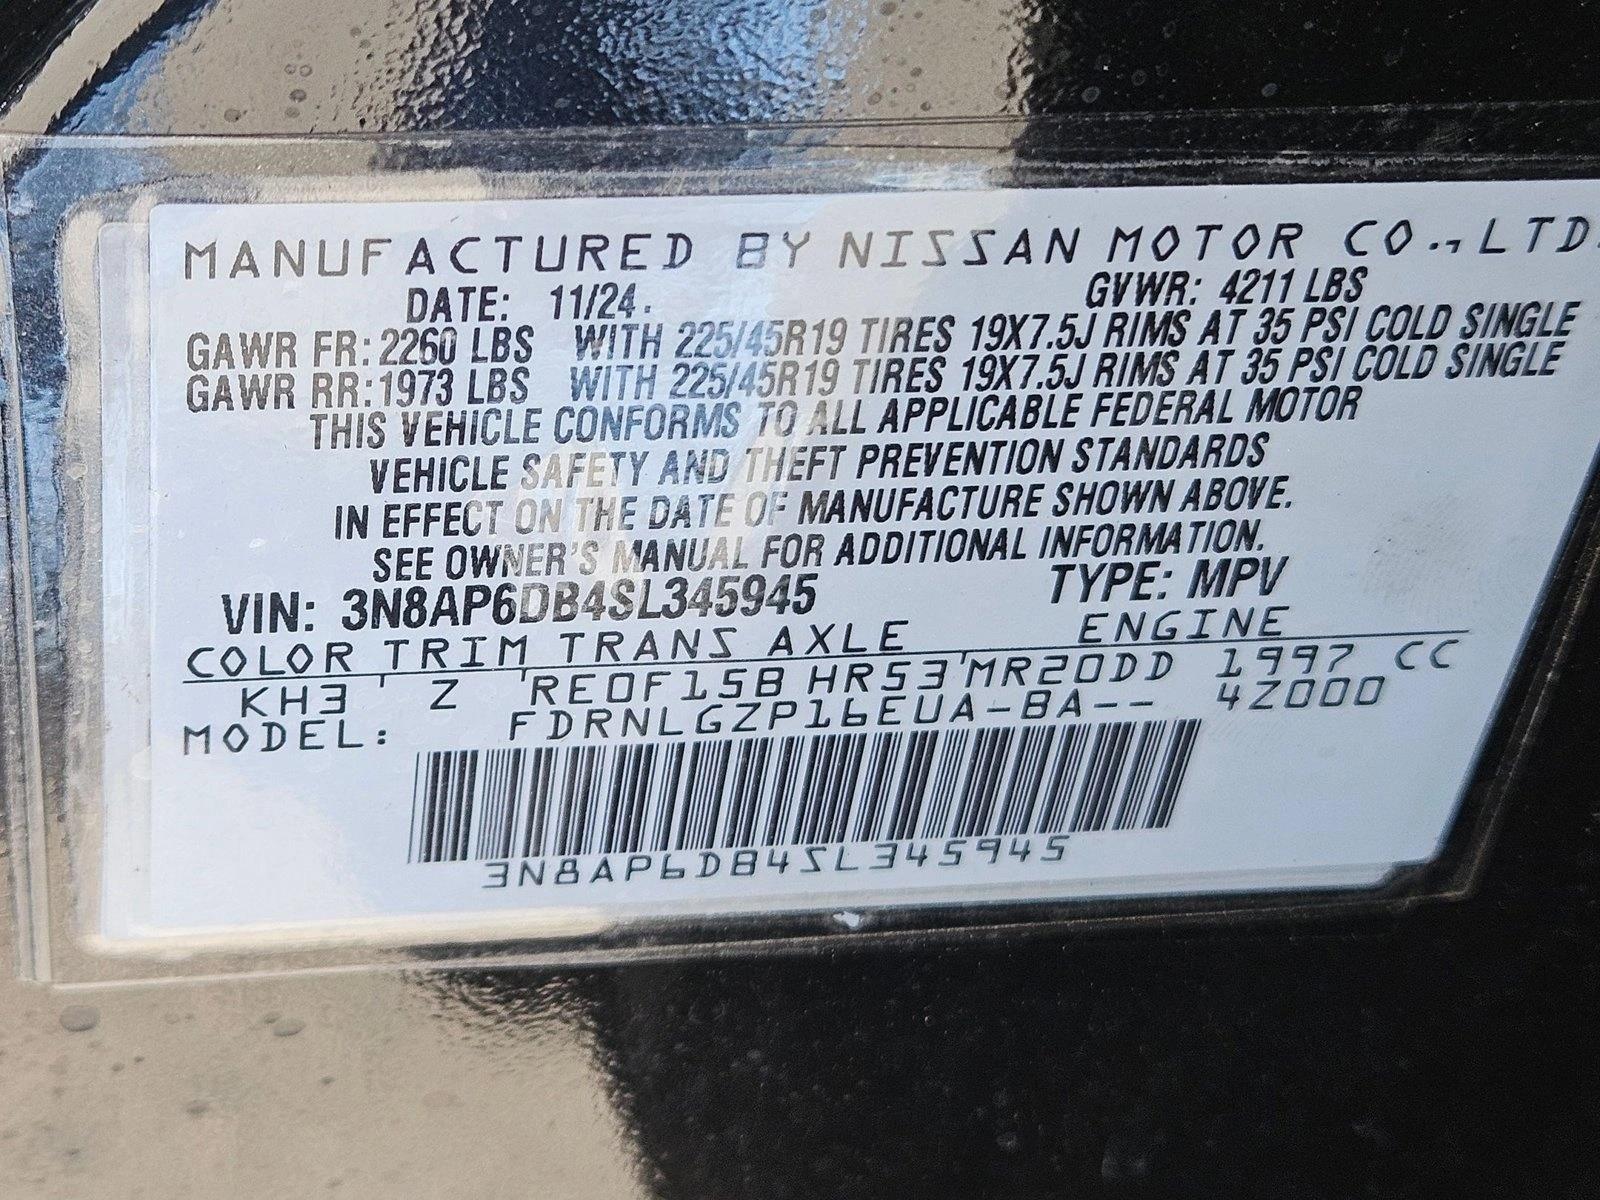 MANUFACTURED BY NISSAN MOTOR CO., LTD.
DATE: 11/24. GVWR: 4211 LBS
GAWR FR: 2260 LBS WITH 225/45R19 TIRES 19X7.5J RIMS AT 35 PSI COLD SINGLE
GAWR RR: 1973 LBS WITH 225/45R19 TIRES 19X7.5J RIMS AT 35 PSI COLD SINGLE
THIS VEHICLE CONFORMS TO ALL APPLICABLE FEDERAL MOTOR
VEHICLE SAFETY AND THEFT PREVENTION STANDARDS
IN EFFECT ON THE DATE OF MANUFACTURE SHOWN ABOVE.
SEE OWNER'S MANUAL FOR ADDITIONAL INFORMATION.
VIN: 3N8AP6DB4SL345945 TYPE: MPV
COLOR TRIM TRANS AXLE ENGINE
KH3 Z RE0F15B HR53 MR20DD 1997 CC
MODEL: FDRNLGZP16EUA-BA-- 4Z000
3N8AP6DB4SL345945